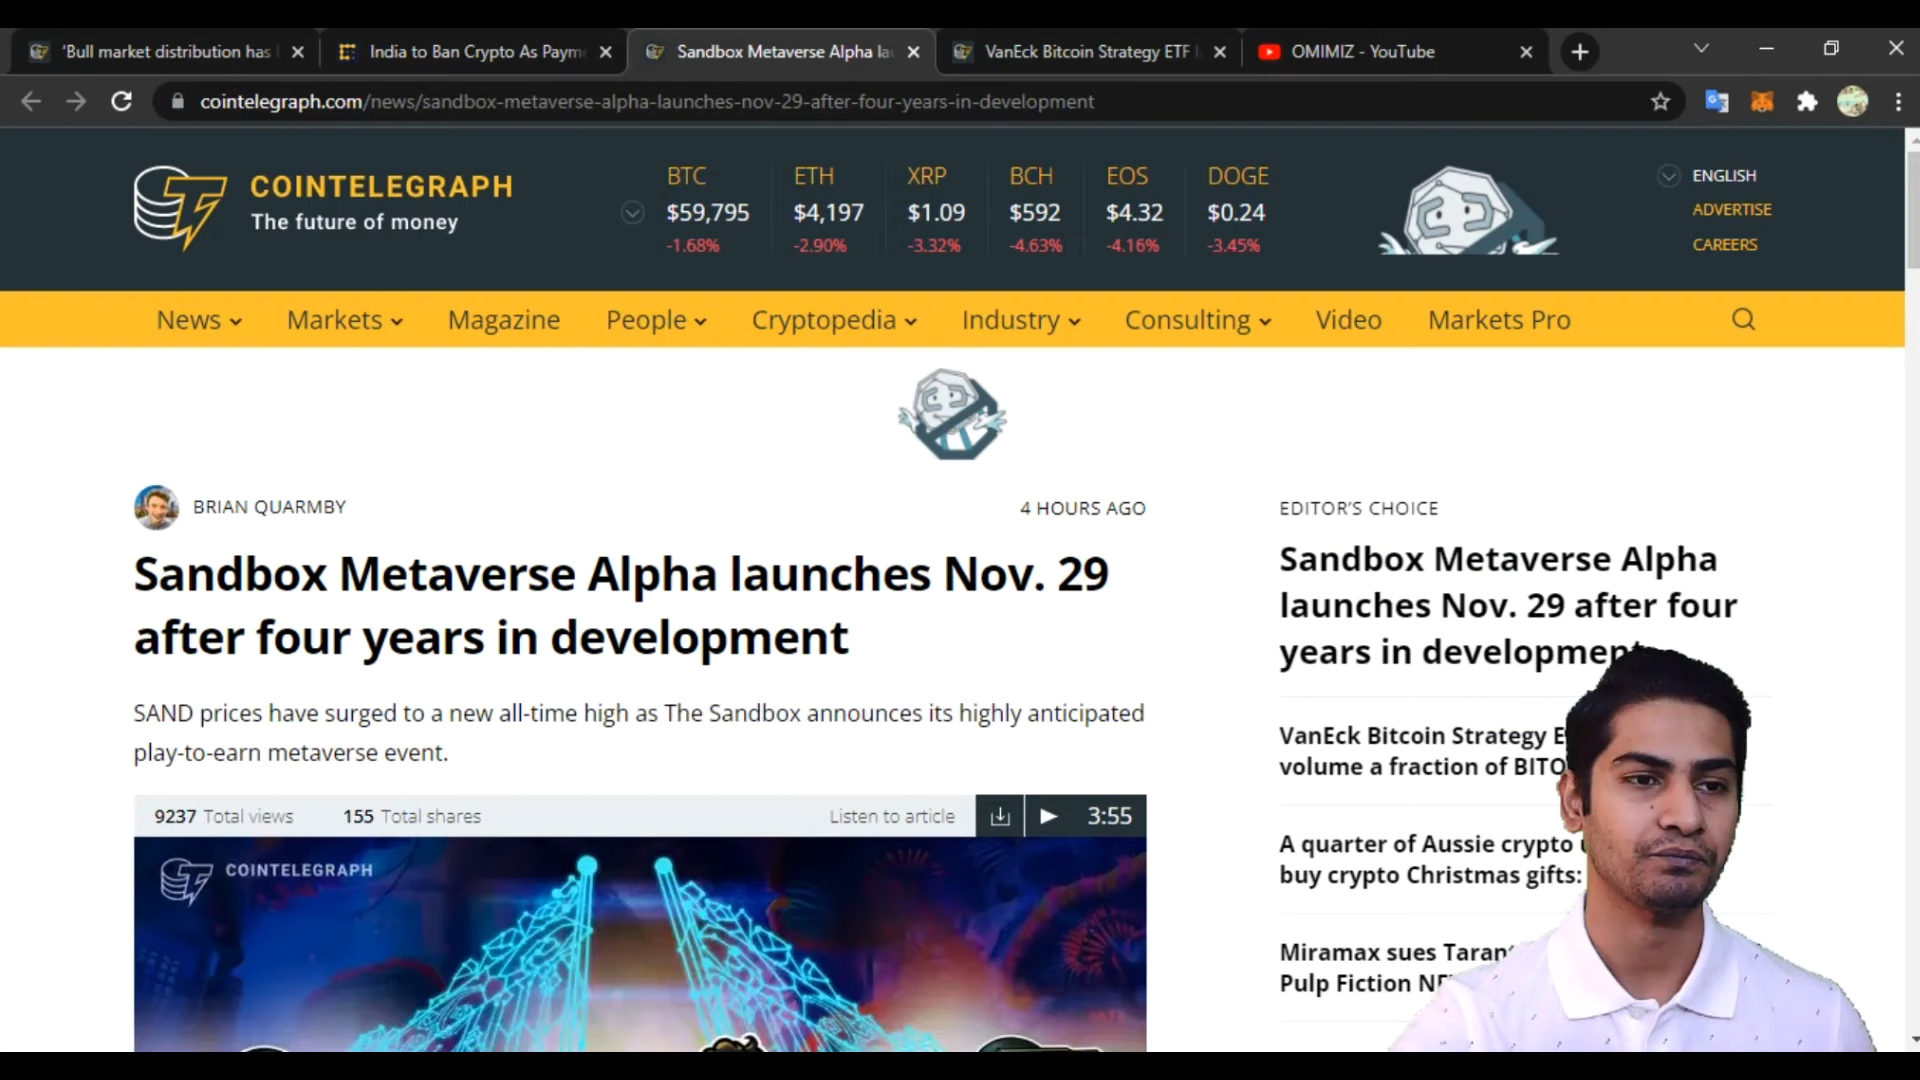 'Bull market distribution has
India to Ban Crypto As Paym
Sandbox Metaverse Alpha la
VanEck Bitcoin Strategy ETF
OMIMIZ - YouTube
cointelegraph.com/news/sandbox-metaverse-alpha-launches-nov-29-after-four-years-in-development
COINTELEGRAPH
The future of money
BTC
$59,795
-1.68%
ETH
$4,197
-2.90%
XRP
$1.09
-3.32%
BCH
$592
-4.63%
EOS
$4.32
-4.16%
DOGE
$0.24
-3.45%
ENGLISH
ADVERTISE
CAREERS
News
Markets
Magazine
People
Cryptopedia
Industry
Consulting
Video
Markets Pro
BRIAN QUARMBY
4 HOURS AGO
Sandbox Metaverse Alpha launches Nov. 29
after four years in development
SAND prices have surged to a new all-time high as The Sandbox announces its highly anticipated
play-to-earn metaverse event.
9237 Total views
155 Total shares
Listen to article
3:55
COINTELEGRAPH
EDITOR'S CHOICE
Sandbox Metaverse Alpha
launches Nov. 29 after four
years in development
VanEck Bitcoin Strategy E
volume a fraction of BITO
A quarter of Aussie crypto
buy crypto Christmas gifts:
Miramax sues Taran
Pulp Fiction NF